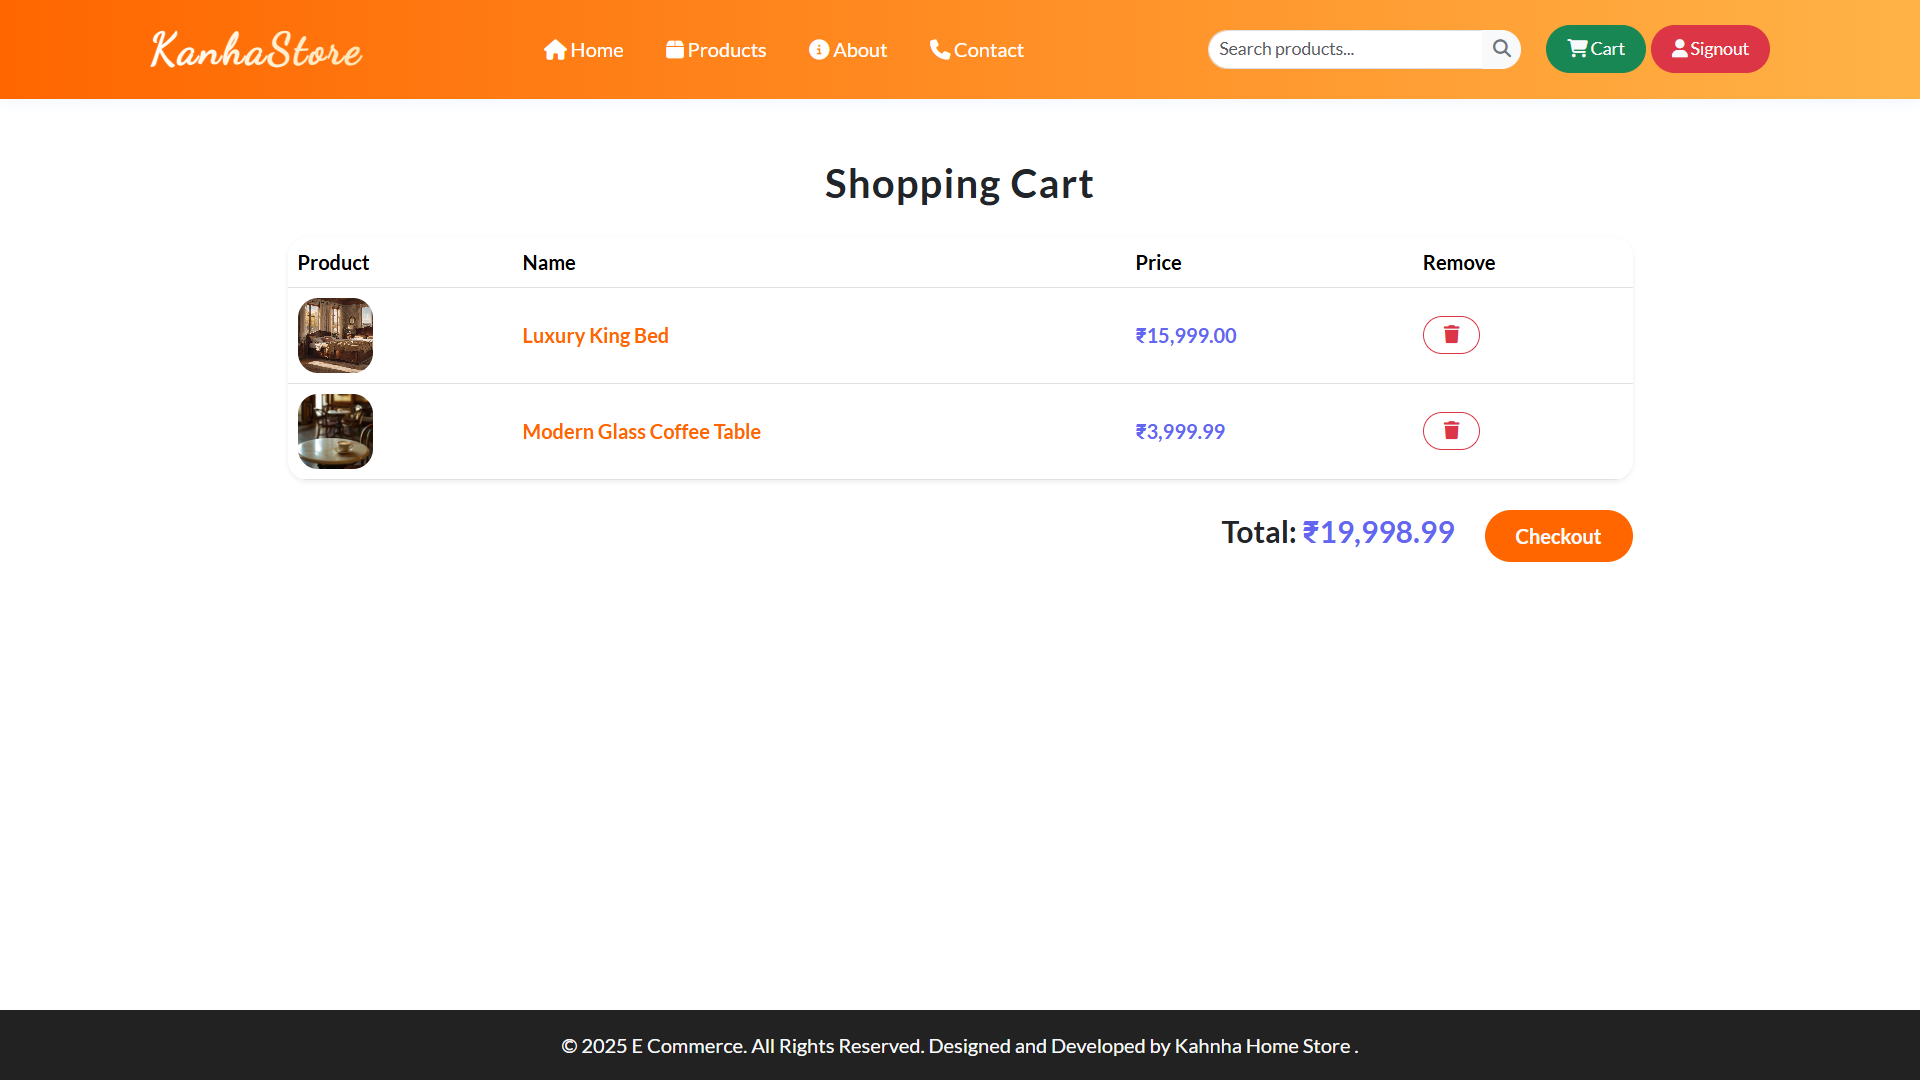 KanhaStore
Home
Products
About
Contact
Search products...
Cart
Signout
Shopping Cart
Product Name Price Remove
Luxury King Bed ₹15,999.00
Modern Glass Coffee Table ₹3,999.99
Total: ₹19,998.99
Checkout
© 2025 E Commerce. All Rights Reserved. Designed and Developed by Kahnha Home Store .